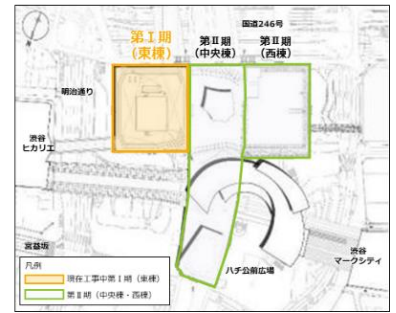 国道246号
第Ⅰ期
(東棟)
第Ⅱ期
(中央棟)
第Ⅱ期
(西棟)
明治通り
渋谷
ヒカリエ
宮益坂
渋谷
マークシティ
ハチ公前広場
凡例
現在工事中第Ⅰ期(東棟)
第Ⅱ期(中央棟・西棟)